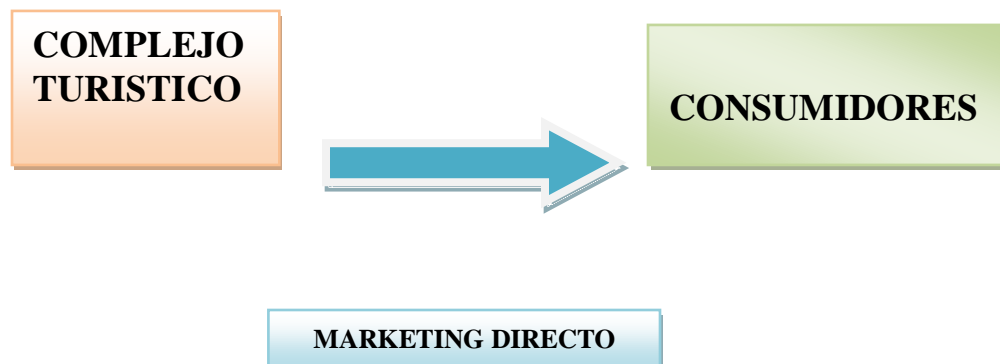 COMPLEJO
TURISTICO
CONSUMIDORES
MARKETING DIRECTO